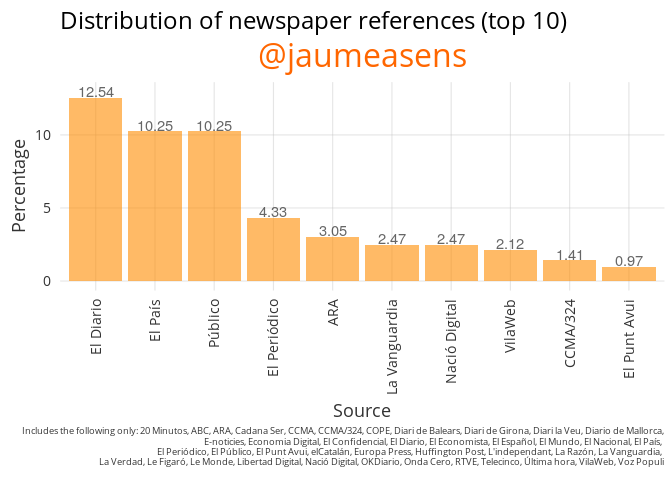 Distribution of newspaper references (top 10)
@jaumeasens
Percentage
10
5
0
12.54
10.25
10.25
4.33
3.05
2.47
2.47
2.12
1.41
0.97
El Diario
El País
Público
El Periódico
ARA
La Vanguardia
Nació Digital
VilaWeb
CCMA/324
El Punt Avui
Source
Includes the following only: 20 Minutos, ABC, ARA, Cadana Ser, CCMA, CCMA/324, COPE, Diari de Balears, Diari de Girona, Diari la Veu, Diario de Mallorca,
E-noticies, Economia Digital, El Confidencial, El Diario, El Economista, El Español, El Mundo, El Nacional, El País,
El Periódico, El Público, El Punt Avui, elCatalán, Europa Press, Huffington Post, L'independant, La Razón, La Vanguardia,
La Verdad, Le Figaró, Le Monde, Libertad Digital, Nació Digital, OKDiario, Onda Cero, RTVE, Telecinco, Última hora, VilaWeb, Voz Populi